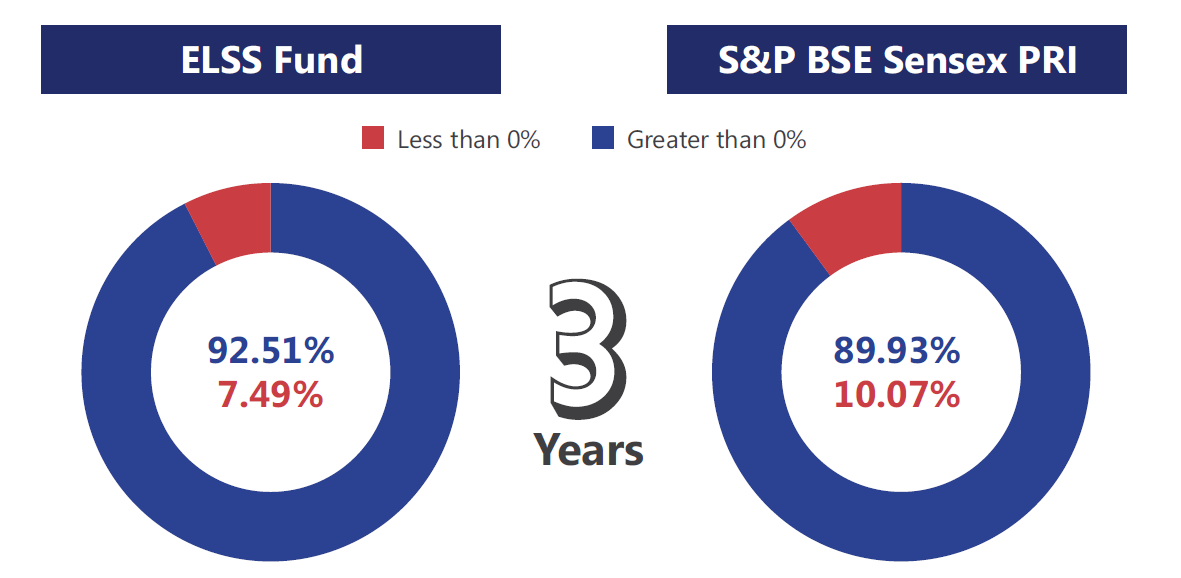 ELSS Fund
S&P BSE Sensex PRI
Less than 0%
Greater than 0%
92.51%
7.49%
3
Years
89.93%
10.07%